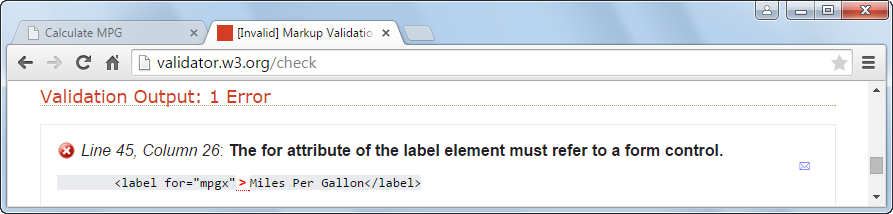 Calculate MPG
[Invalid] Markup Validatio
validator.w3.org/check
Validation Output: 1 Error
Line 45, Column 26: The for attribute of the label element must refer to a form control.
<label for="mpgx">Miles Per Gallon</label>